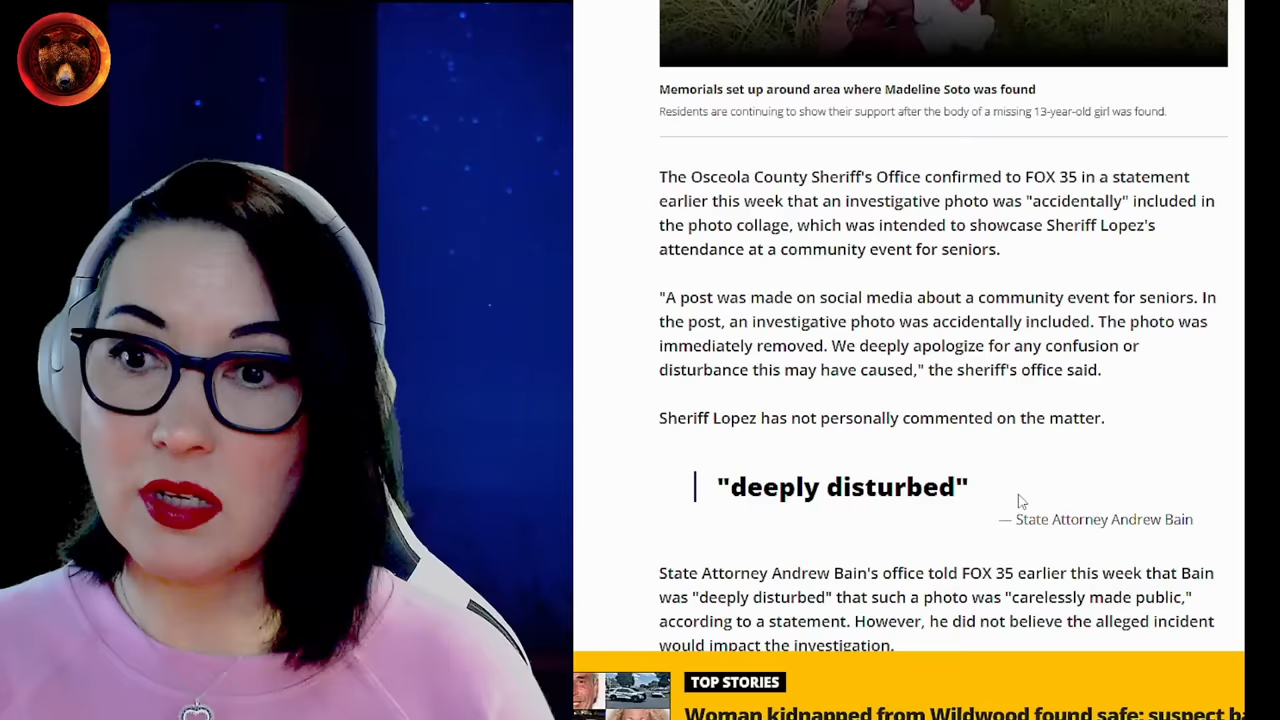 Memorials set up around area where Madeline Soto was found
Residents are continuing to show their support after the body of a missing 13-year-old girl was found.
The Osceola County Sheriff's Office confirmed to FOX 35 in a statement
earlier this week that an investigative photo was "accidentally" included in
the photo collage, which was intended to showcase Sheriff Lopez's
attendance at a community event for seniors.
"A post was made on social media about a community event for seniors. In
the post, an investigative photo was accidentally included. The photo was
immediately removed. We deeply apologize for any confusion or
disturbance this may have caused," the sheriff's office said.
Sheriff Lopez has not personally commented on the matter.
"deeply disturbed"
— State Attorney Andrew Bain
State Attorney Andrew Bain's office told FOX 35 earlier this week that Bain
was "deeply disturbed" that such a photo was "carelessly made public,"
according to a statement. However, he did not believe the alleged incident
would impact the investigation.
TOP STORIES
Woman kidnapped from Wildwood found safe; suspect